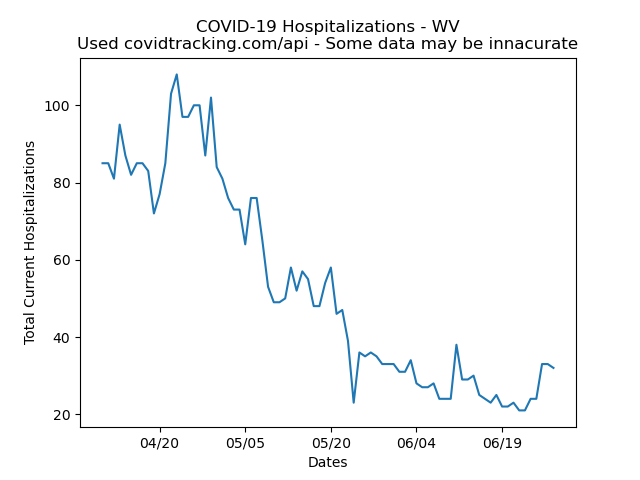 COVID-19 Hospitalizations - WV
Used covidtracking.com/api - Some data may be innacurate
Total Current Hospitalizations
100
80
60
40
20
04/20
05/05
05/20
06/04
06/19
Dates